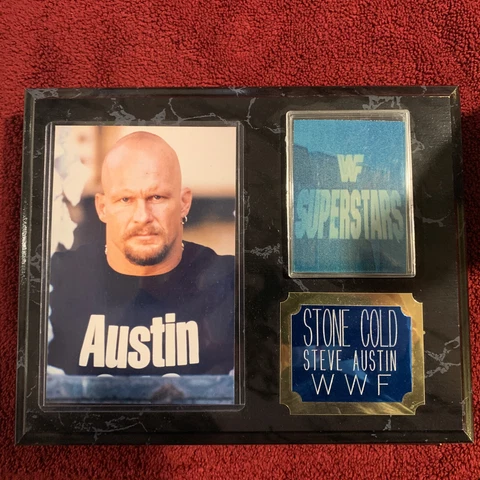 Austin
WF
SUPERSTARS
STONE COLD
STEVE AUSTIN
WWF